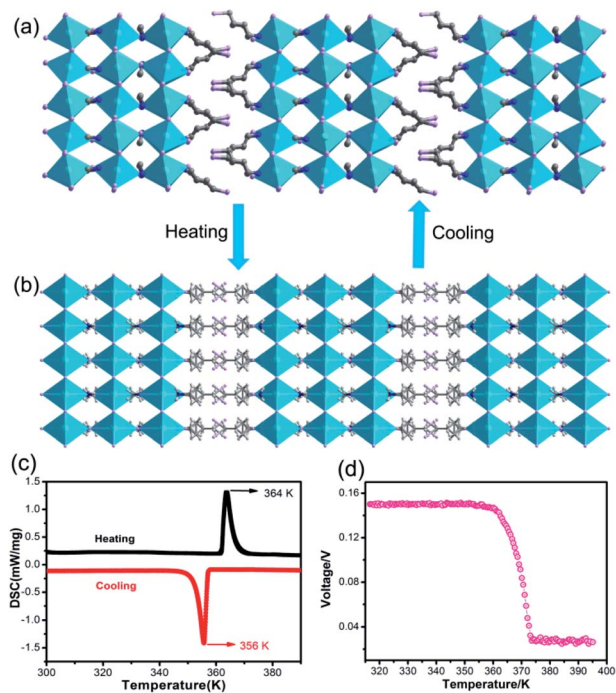 (a)
Heating
Cooling
(b)
(c)
1.5
1.0
0.5
0.0
-0.5
-1.0
-1.5
DSC(mW/mg)
364 K
Heating
Cooling
356 K
300
320
340
360
380
Temperature(K)
(d)
0.16
0.12
0.08
0.04
Voltage/V
320
330
340
350
360
370
380
390
400
Temperature/K